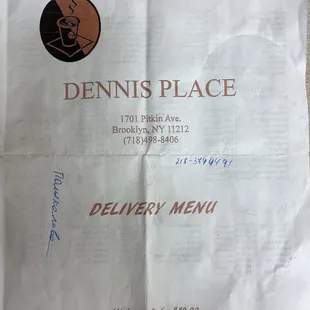 DENNIS PLACE
1701 Pitkin Ave.
Brooklyn, NY 11212
(718)498-8406
DELIVERY MENU